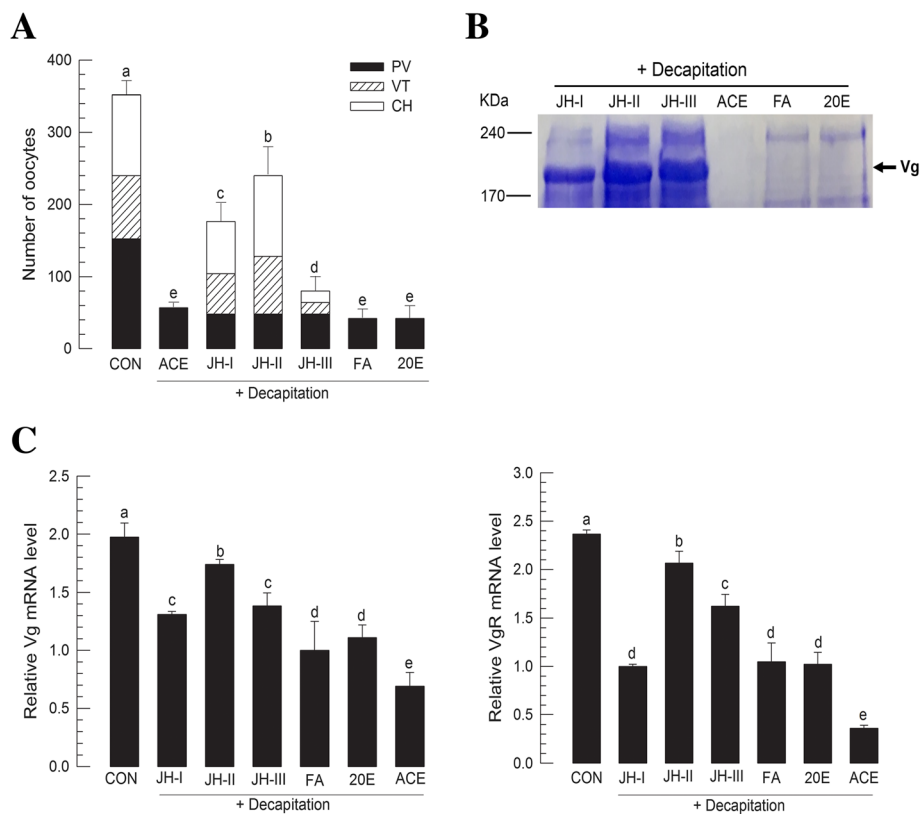 A
400
300
200
100
0
Number of oocytes
PV
VT
CH
a
e
c
b
d
e
e
CON ACE JH-I JH-II JH-III FA 20E
+ Decapitation
B
+ Decapitation
KDa JH-I JH-II JH-III ACE FA 20E
240
170
Vg
C
2.5
2.0
1.5
1.0
0.5
0.0
Relative Vg mRNA level
a
c
b
c
d
d
e
CON JH-I JH-II JH-III FA 20E ACE
+ Decapitation
3.0
2.5
2.0
1.5
1.0
0.5
0.0
Relative VgR mRNA level
a
d
b
c
d
d
e
CON JH-I JH-II JH-III FA 20E ACE
+ Decapitation